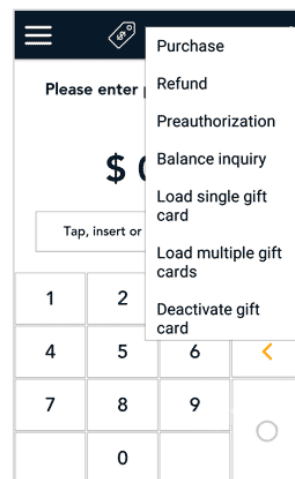 Purchase
Please enter
Refund
Preauthorization
$
Balance inquiry
Load single gift
card
Tap, insert or
Load multiple gift
cards
Deactivate gift
card
1
2
4
5
6
7
8
9
0